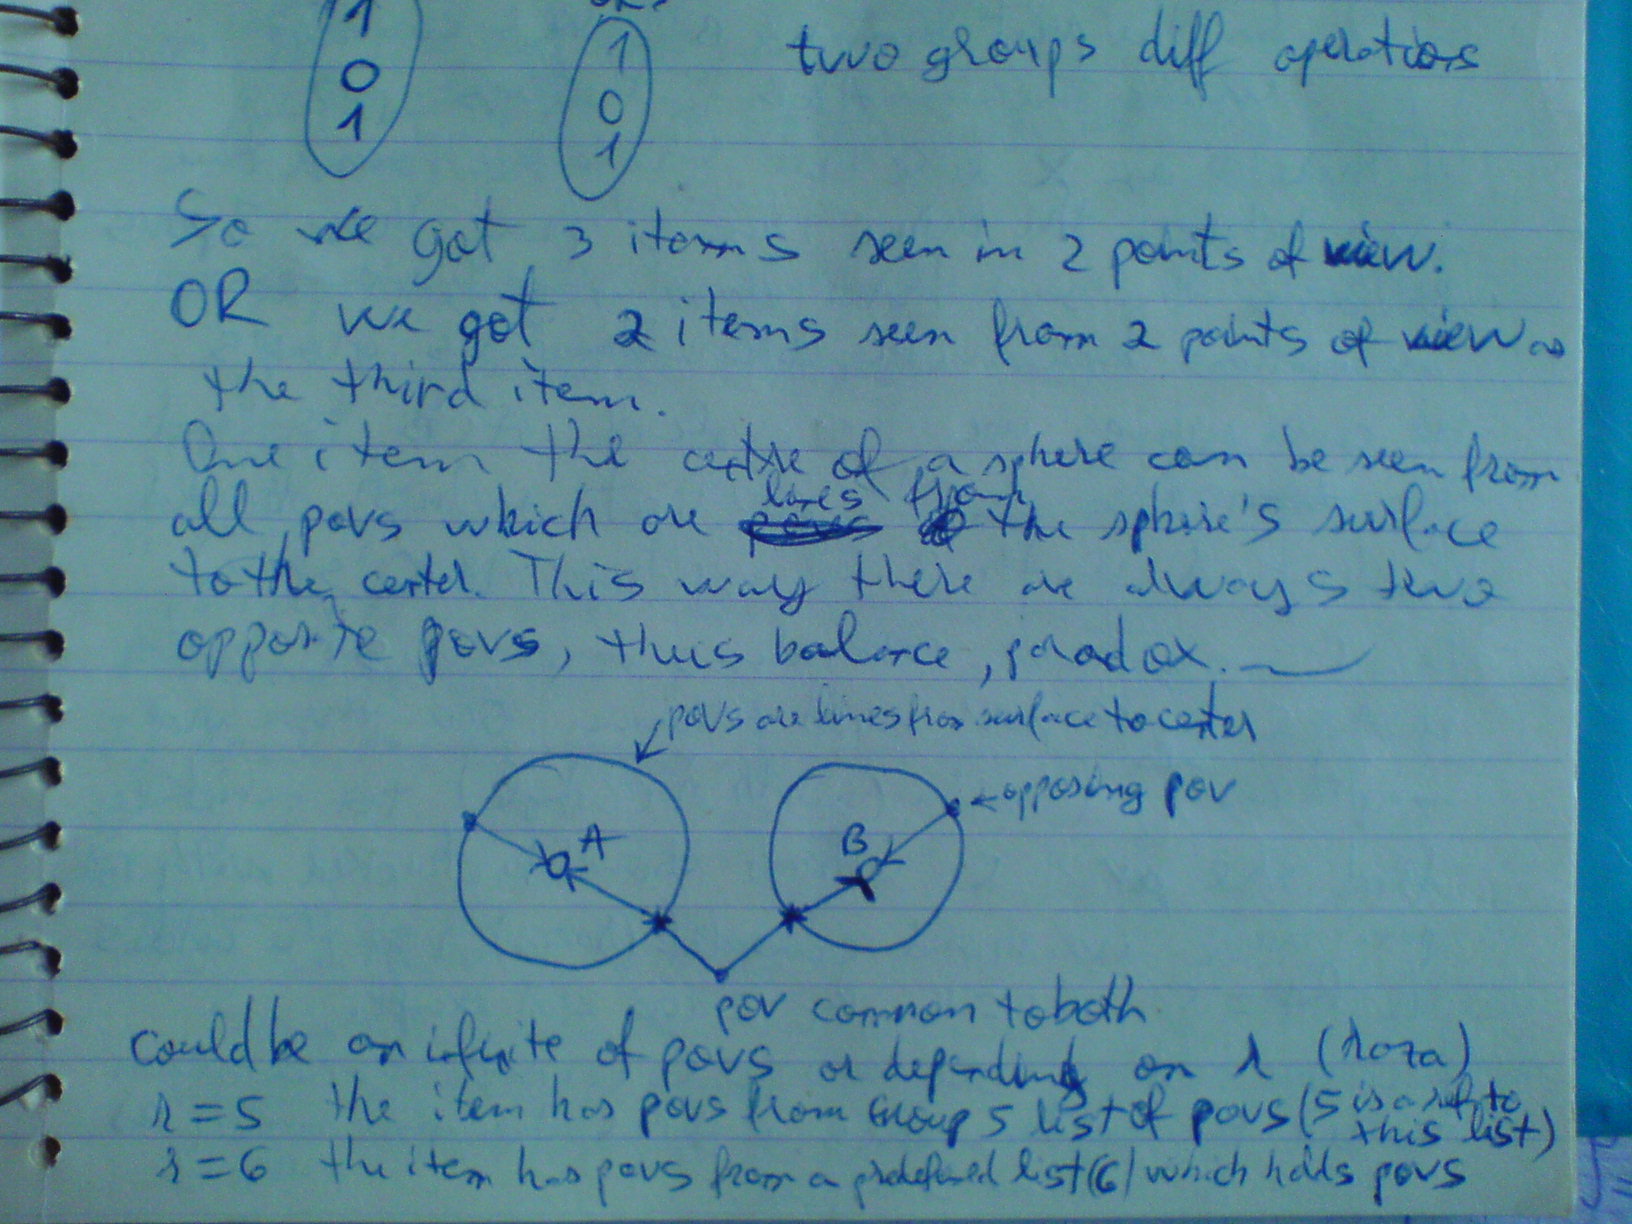 1
0
1
1
0
1
two groups diff operations
So we got 3 items seen in 2 points of view.
OR we got 2 items seen from 2 points of view as
the third item.
One item the centre of a sphere can be seen from
all povs which are lines from the sphere's surface
to the center. This way there are always two
opposite povs, thus balance, paradox.
povs are lines from surface to center
opposing pov
A
B
pov common to both
could be an infinite of povs or depending on r (roza)
r=5 the item has povs from Group 5 list of povs (5 is a ref to
this list)
r=6 the item has povs from a predefined list(6) which holds povs